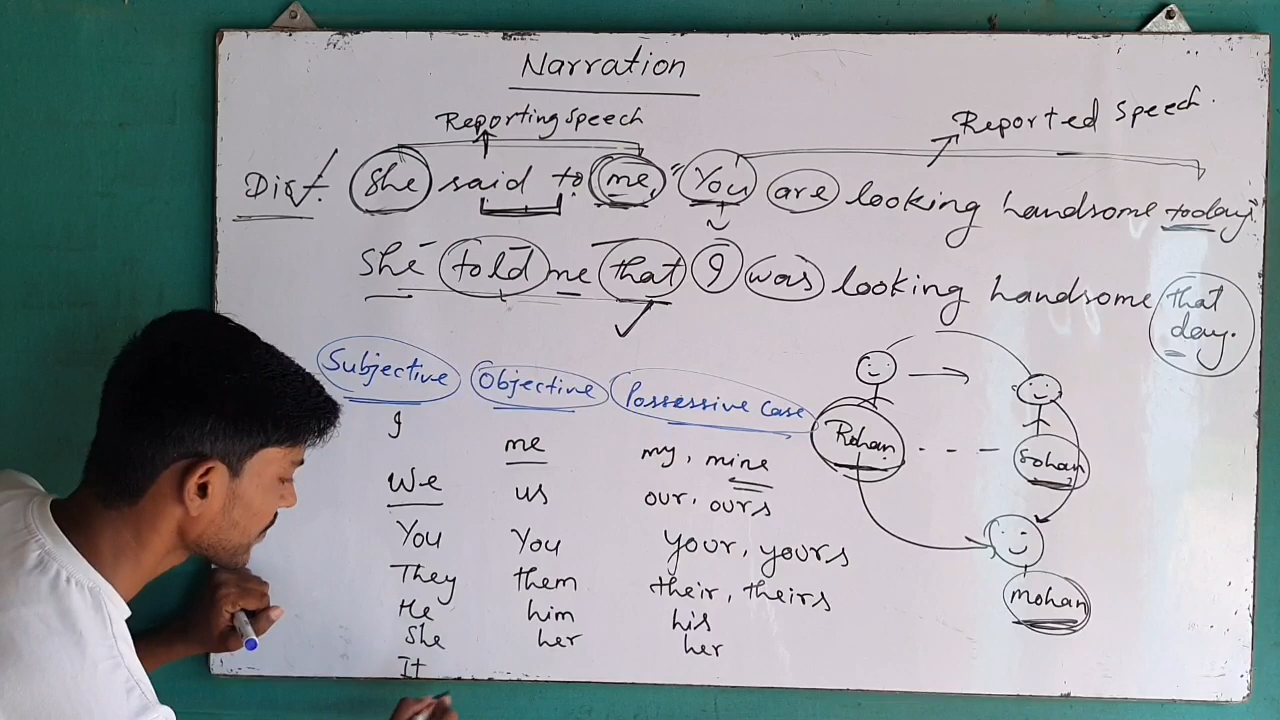 Narration
Reporting speech
Reported speech.
She said to me, "You are looking handsome today."
She told me that I was looking handsome that day.
Subjective Objective Possessive Case
I me my, mine
We us our, ours
You You your, yours
They them their, theirs
He him his
She her her
It
Rohan
Sohan
mohan